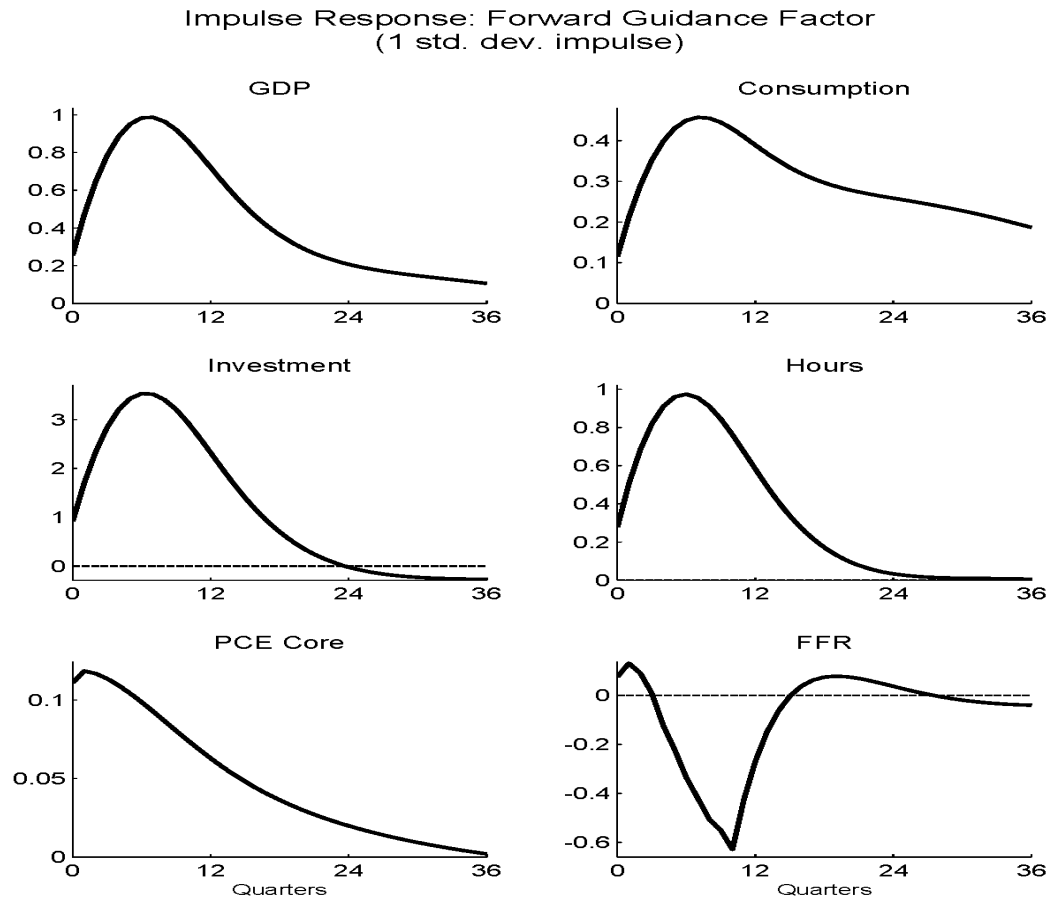 Impulse Response: Forward Guidance Factor
(1 std. dev. impulse)
GDP
1
0.8
0.6
0.4
0.2
0
0 12 24 36
Consumption
0.4
0.3
0.2
0.1
0
0 12 24 36
Investment
3
2
1
0
0 12 24 36
Hours
1
0.8
0.6
0.4
0.2
0
0 12 24 36
PCE Core
0.1
0.05
0
0 12 24 36
Quarters
FFR
0
-0.2
-0.4
-0.6
0 12 24 36
Quarters